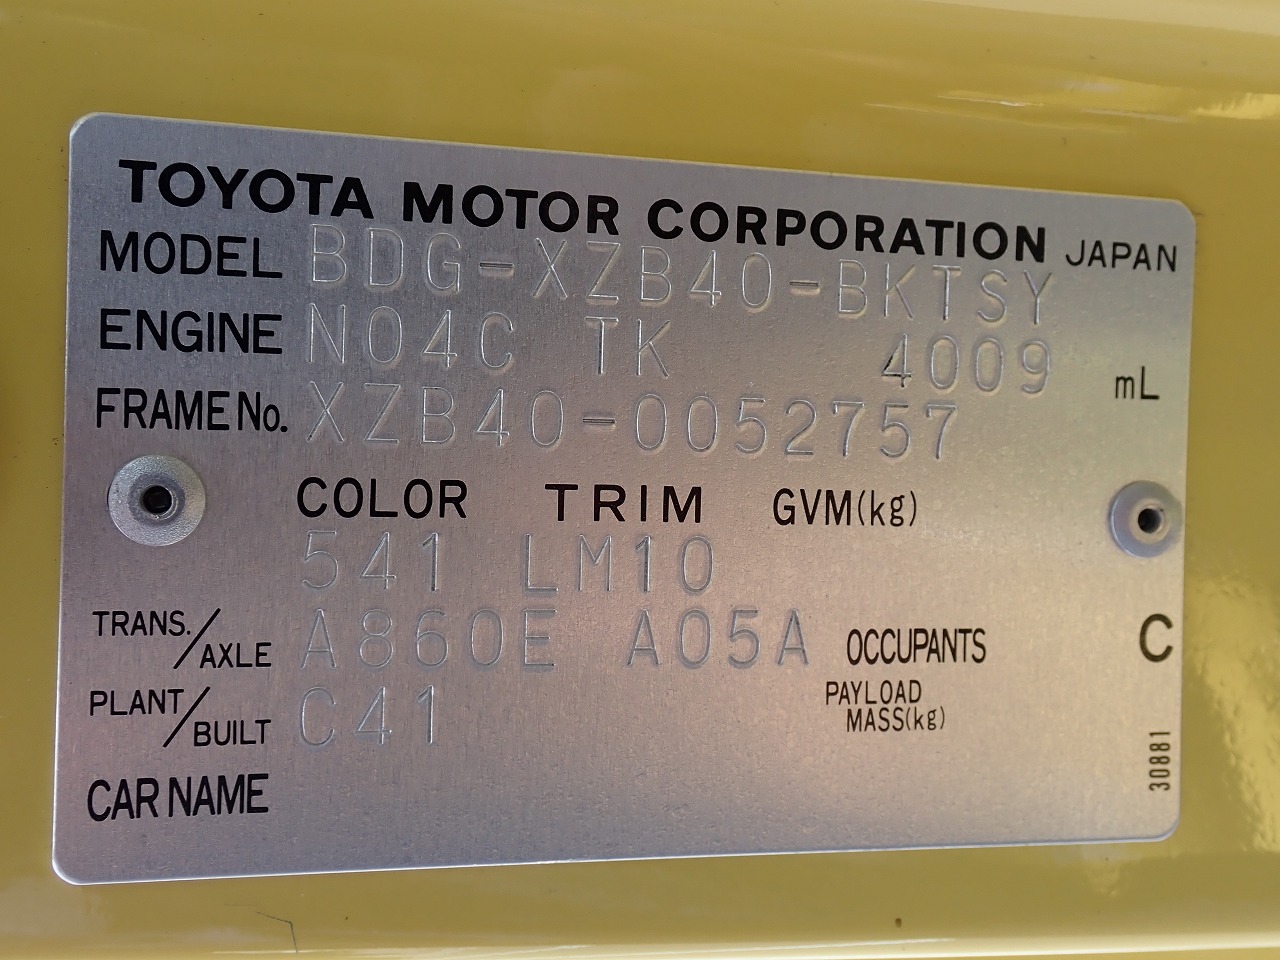 TOYOTA MOTOR CORPORATION JAPAN
MODEL BDG-XZB40-BKTSY
ENGINE N04C TK 4009 mL
FRAME No. XZB40-0052757
COLOR TRIM GVM(kg)
541 LM10
TRANS./AXLE A860E A05A OCCUPANTS C
PLANT/BUILT C41 PAYLOAD MASS(kg)
CAR NAME
30881